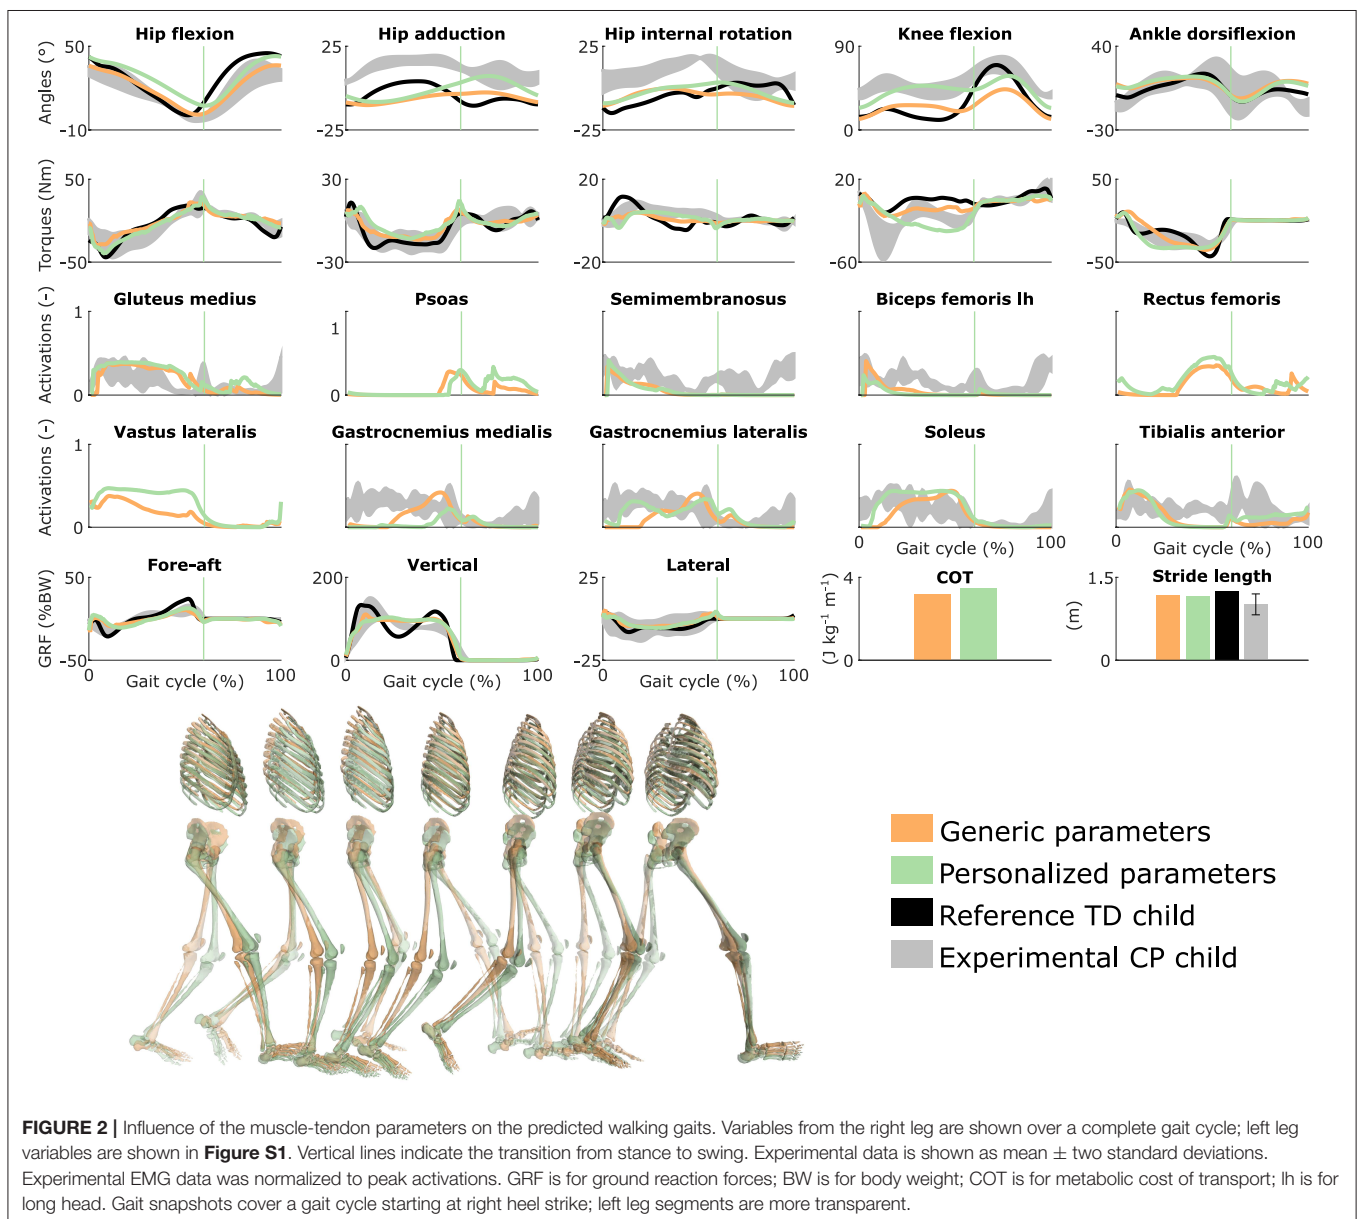 Hip flexion
Hip adduction
Hip internal rotation
Knee flexion
Ankle dorsiflexion
Angles (°)
50
-10
25
-25
25
-25
90
0
40
-30
Torques (Nm)
50
-50
30
-30
20
-20
20
-60
50
-50
Gluteus medius
Psoas
Semimembranosus
Biceps femoris lh
Rectus femoris
Activations (-)
1
0
1
0
Vastus lateralis
Gastrocnemius medialis
Gastrocnemius lateralis
Soleus
Tibialis anterior
Activations (-)
1
0
0 Gait cycle (%) 100
0 Gait cycle (%) 100
Fore-aft
Vertical
Lateral
COT
Stride length
GRF (%BW)
50
-50
200
0
25
-25
(J kg⁻¹ m⁻¹)
4
0
(m)
1.5
0
0 Gait cycle (%) 100
0 Gait cycle (%) 100
Generic parameters
Personalized parameters
Reference TD child
Experimental CP child
FIGURE 2 | Influence of the muscle-tendon parameters on the predicted walking gaits. Variables from the right leg are shown over a complete gait cycle; left leg
variables are shown in Figure S1. Vertical lines indicate the transition from stance to swing. Experimental data is shown as mean ± two standard deviations.
Experimental EMG data was normalized to peak activations. GRF is for ground reaction forces; BW is for body weight; COT is for metabolic cost of transport; lh is for
long head. Gait snapshots cover a gait cycle starting at right heel strike; left leg segments are more transparent.